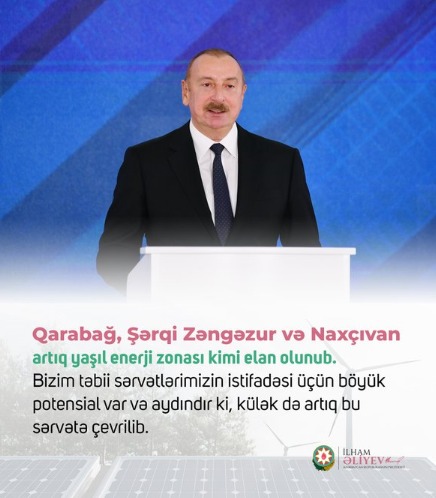 Qarabağ, Şərqi Zəngəzur və Naxçıvan
artıq yaşıl enerji zonası kimi elan olunub.
Bizim təbii sərvətlərimizin istifadəsi üçün böyük
potensial var və aydındır ki, külək də artıq bu
sərvətə çevrilib.
İLHAM
ƏLİYEV